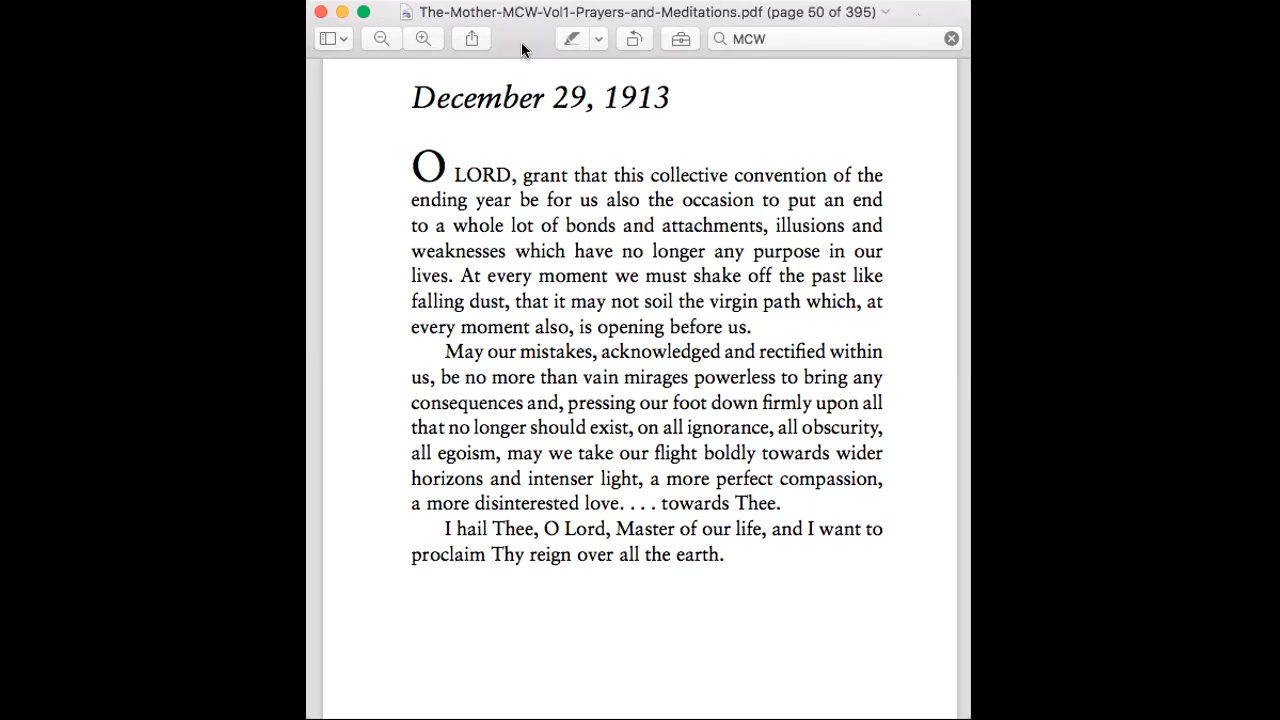 The-Mother-MCW-Vol1-Prayers-and-Meditations.pdf (page 50 of 395)
MCW
December 29, 1913
O LORD, grant that this collective convention of the
ending year be for us also the occasion to put an end
to a whole lot of bonds and attachments, illusions and
weaknesses which have no longer any purpose in our
lives. At every moment we must shake off the past like
falling dust, that it may not soil the virgin path which, at
every moment also, is opening before us.
May our mistakes, acknowledged and rectified within
us, be no more than vain mirages powerless to bring any
consequences and, pressing our foot down firmly upon all
that no longer should exist, on all ignorance, all obscurity,
all egoism, may we take our flight boldly towards wider
horizons and intenser light, a more perfect compassion,
a more disinterested love. . . . towards Thee.
I hail Thee, O Lord, Master of our life, and I want to
proclaim Thy reign over all the earth.